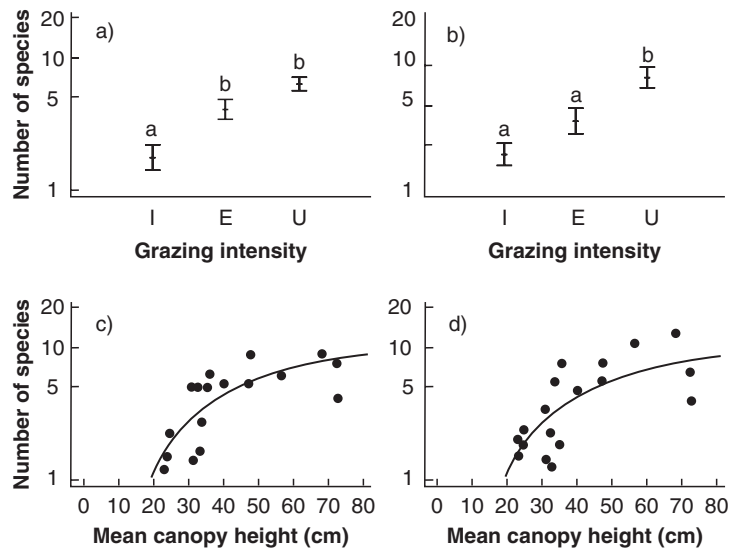 20
a)
10
5
1
Number of species
a
b
b
I E U
Grazing intensity
20
b)
10
5
1
a
a
b
I E U
Grazing intensity
20
c)
10
5
1
Number of species
0 10 20 30 40 50 60 70 80
Mean canopy height (cm)
20
d)
10
5
1
0 10 20 30 40 50 60 70 80
Mean canopy height (cm)